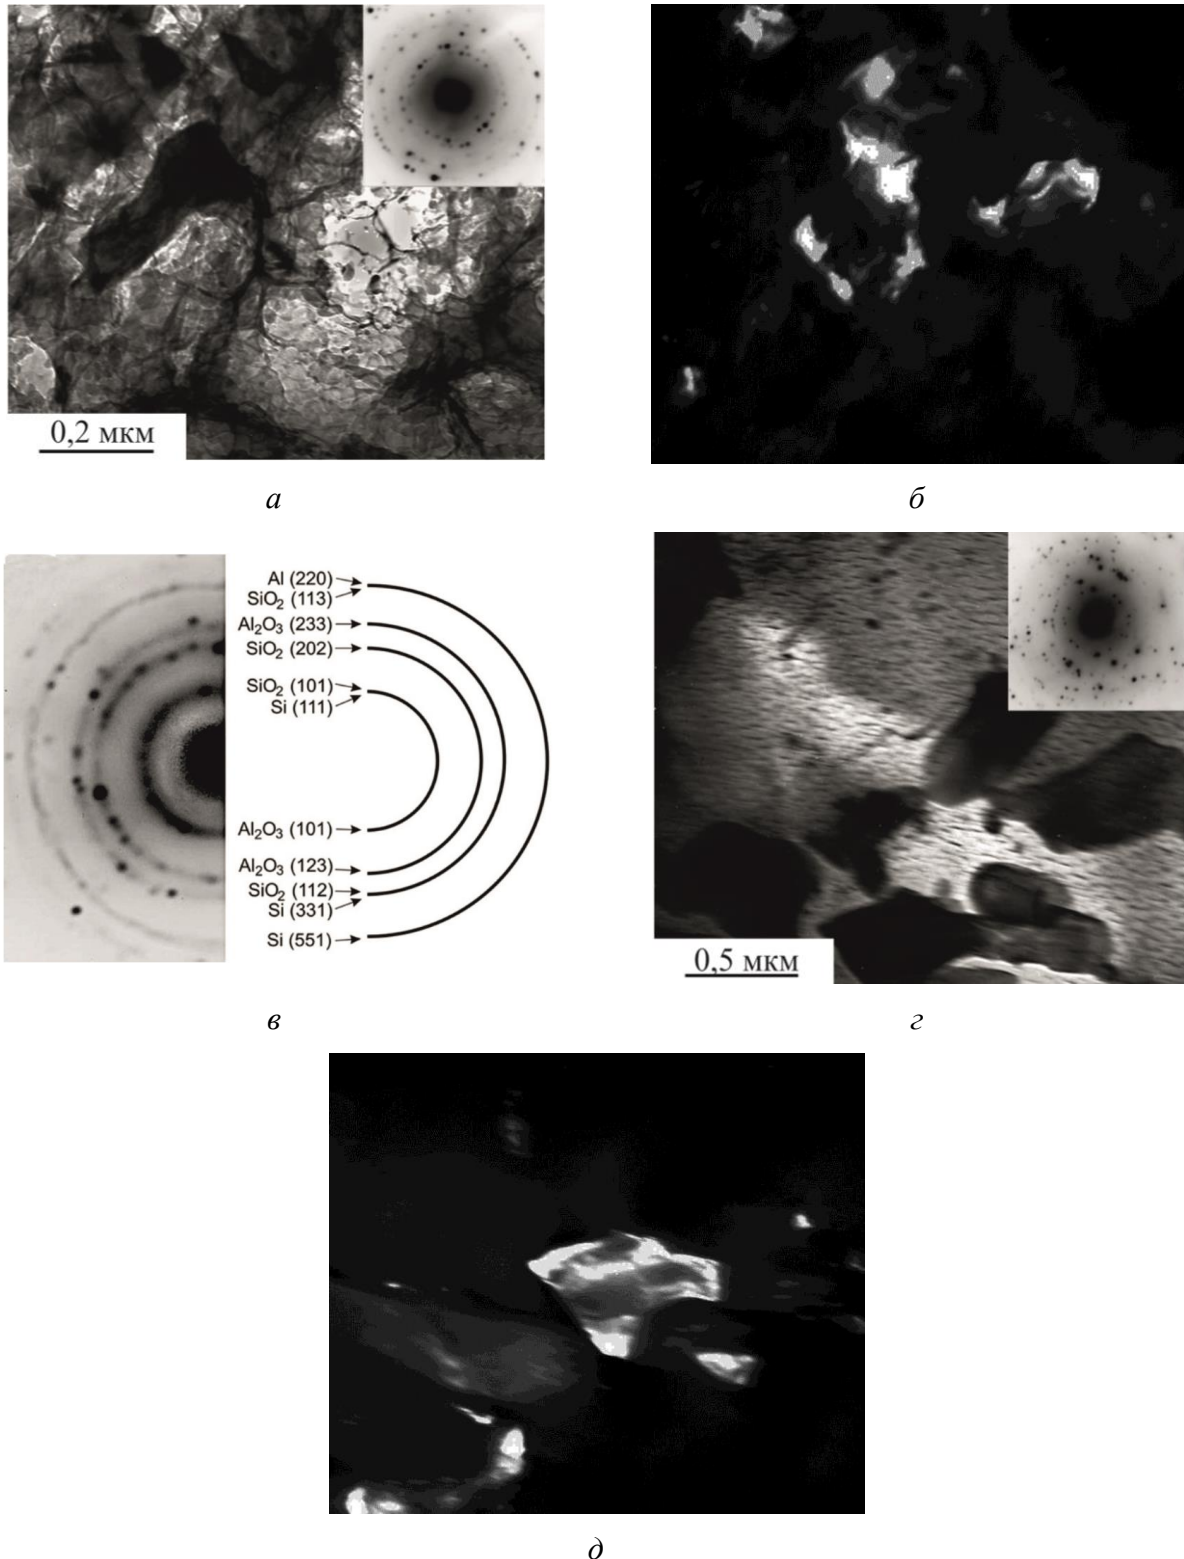 0,2 мкм
а
б
Al (220)
SiO₂ (113)
Al₂O₃ (233)
SiO₂ (202)
SiO₂ (101)
Si (111)
Al₂O₃ (101)
Al₂O₃ (123)
SiO₂ (112)
Si (331)
Si (551)
0,5 мкм
в
г
д